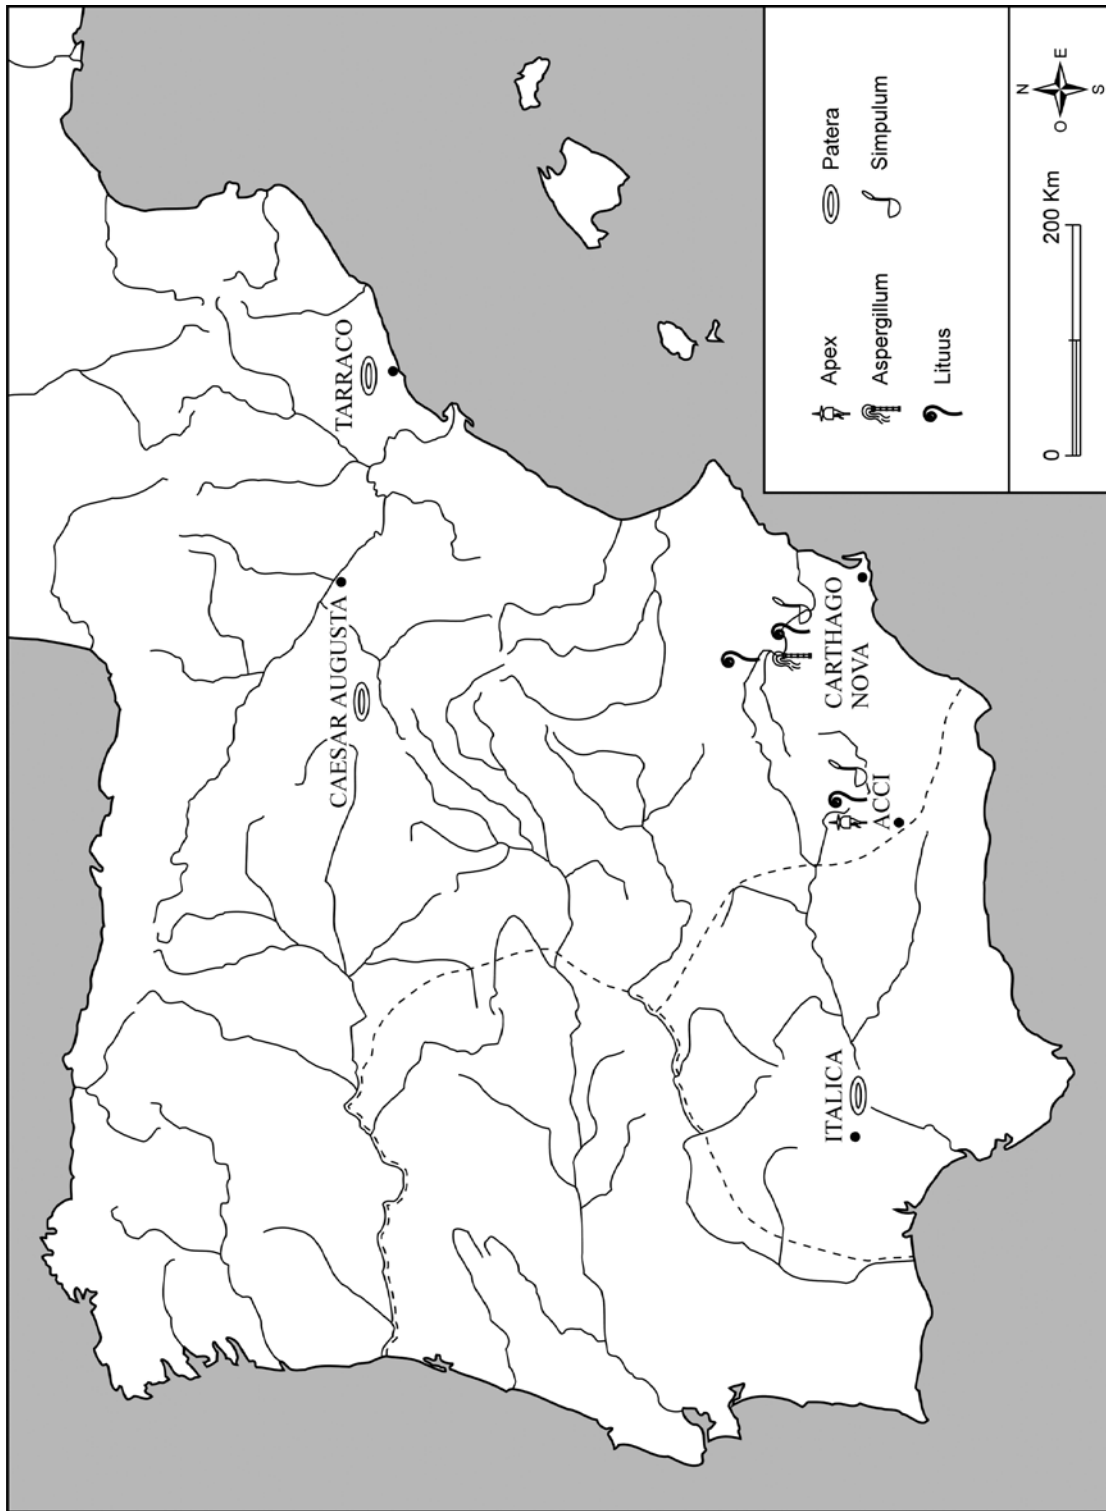 TARRACO
CAESAR AUGUSTA
CARTHAGO
NOVA
ACCI
ITALICA
Apex
Patera
Aspergillum
Simpulum
Lituus
0
200 Km
N
O
E
S